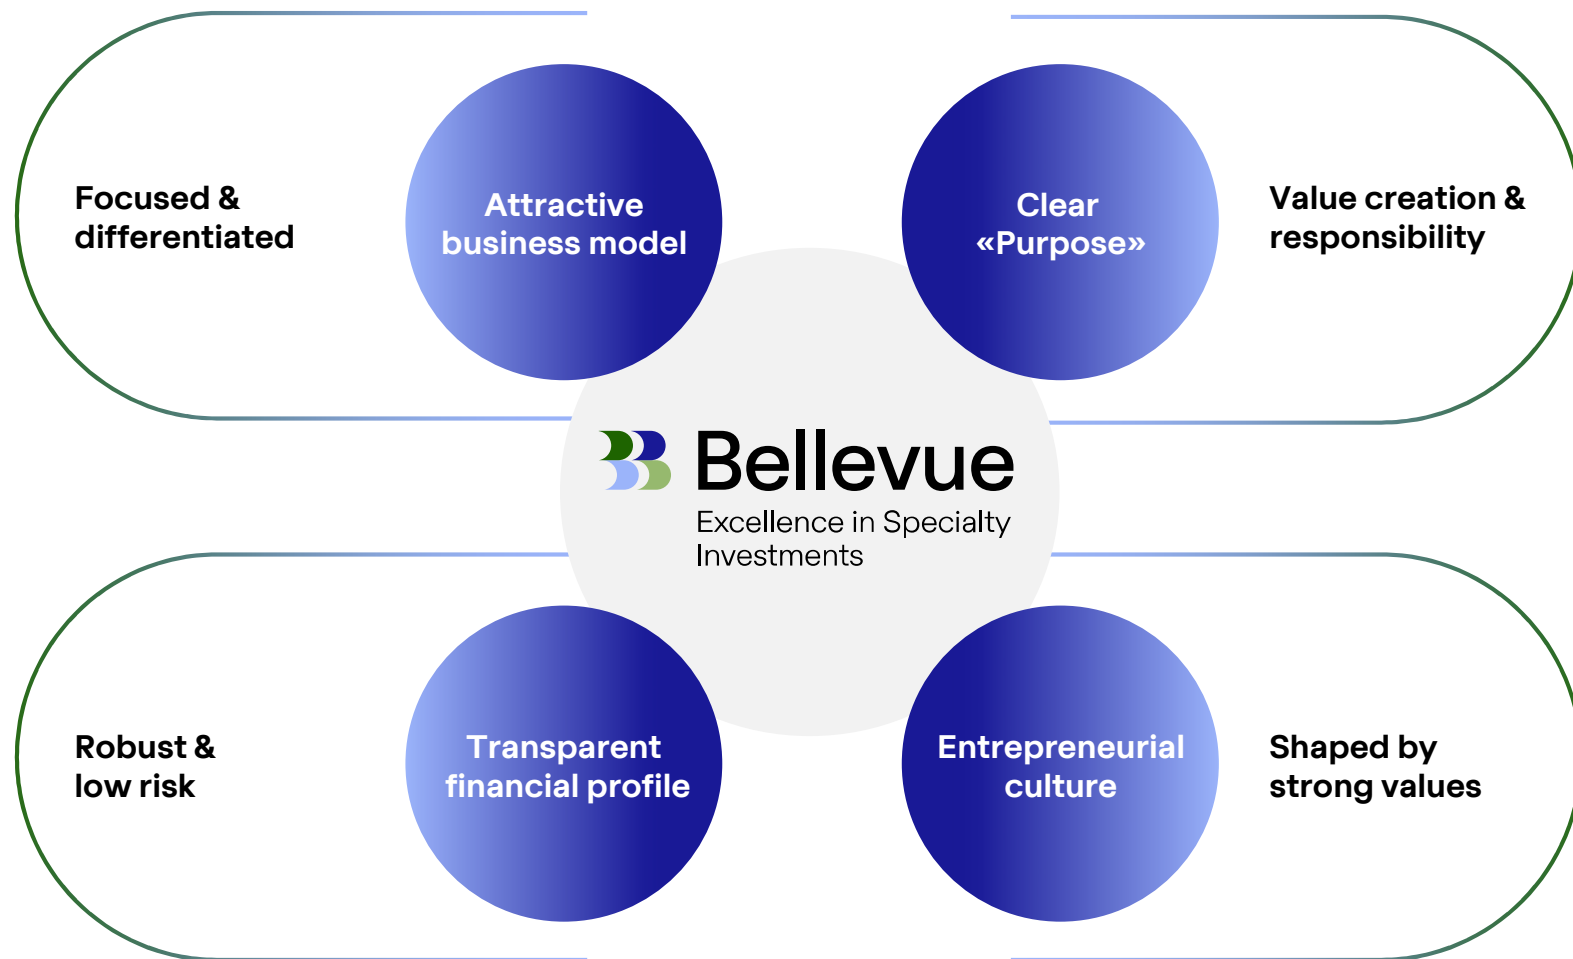 Focused &
differentiated
Attractive
business model
Clear
«Purpose»
Value creation &
responsibility
Bellevue
Excellence in Specialty
Investments
Robust &
low risk
Transparent
financial profile
Entrepreneurial
culture
Shaped by
strong values